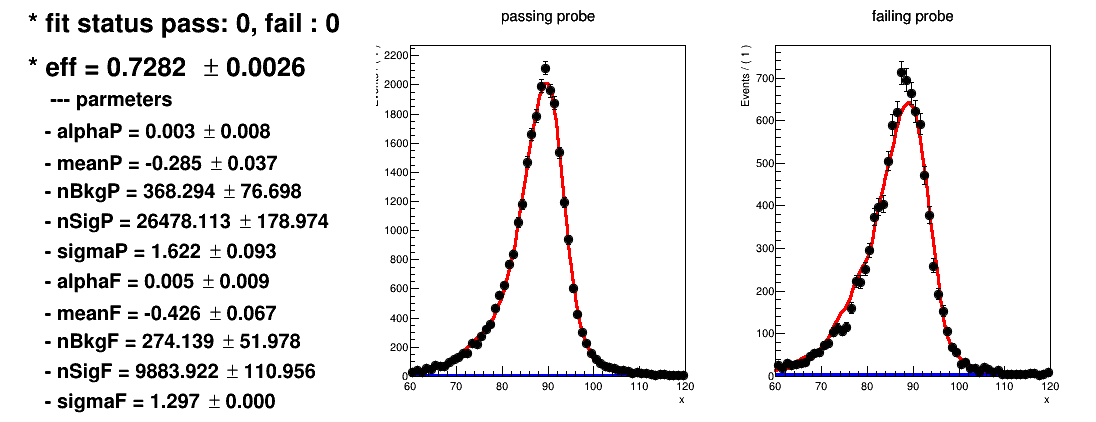 * fit status pass: 0, fail : 0
* eff = 0.7282 ± 0.0026
--- parmeters
- alphaP = 0.003 ± 0.008
- meanP = -0.285 ± 0.037
- nBkgP = 368.294 ± 76.698
- nSigP = 26478.113 ± 178.974
- sigmaP = 1.622 ± 0.093
- alphaF = 0.005 ± 0.009
- meanF = -0.426 ± 0.067
- nBkgF = 274.139 ± 51.978
- nSigF = 9883.922 ± 110.956
- sigmaF = 1.297 ± 0.000
passing probe
2200
2000
1800
1600
1400
1200
1000
800
600
400
200
0
60 70 80 90 100 110 120
x
failing probe
Events / ( 1 )
700
600
500
400
300
200
100
0
60 70 80 90 100 110 120
x